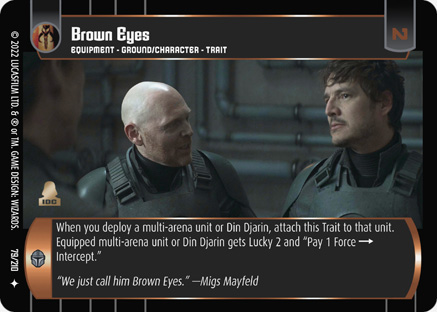 Brown Eyes
N
EQUIPMENT - GROUND/CHARACTER - TRAIT
IDC
When you deploy a multi-arena unit or Din Djarin, attach this Trait to that unit.
Equipped multi-arena unit or Din Djarin gets Lucky 2 and “Pay 1 Force →
Intercept.”
“We just call him Brown Eyes.” —Migs Mayfeld
© 2022 LUCASFILM LTD. & ® or TM. GAME DESIGN: WIZARDS.
79/210